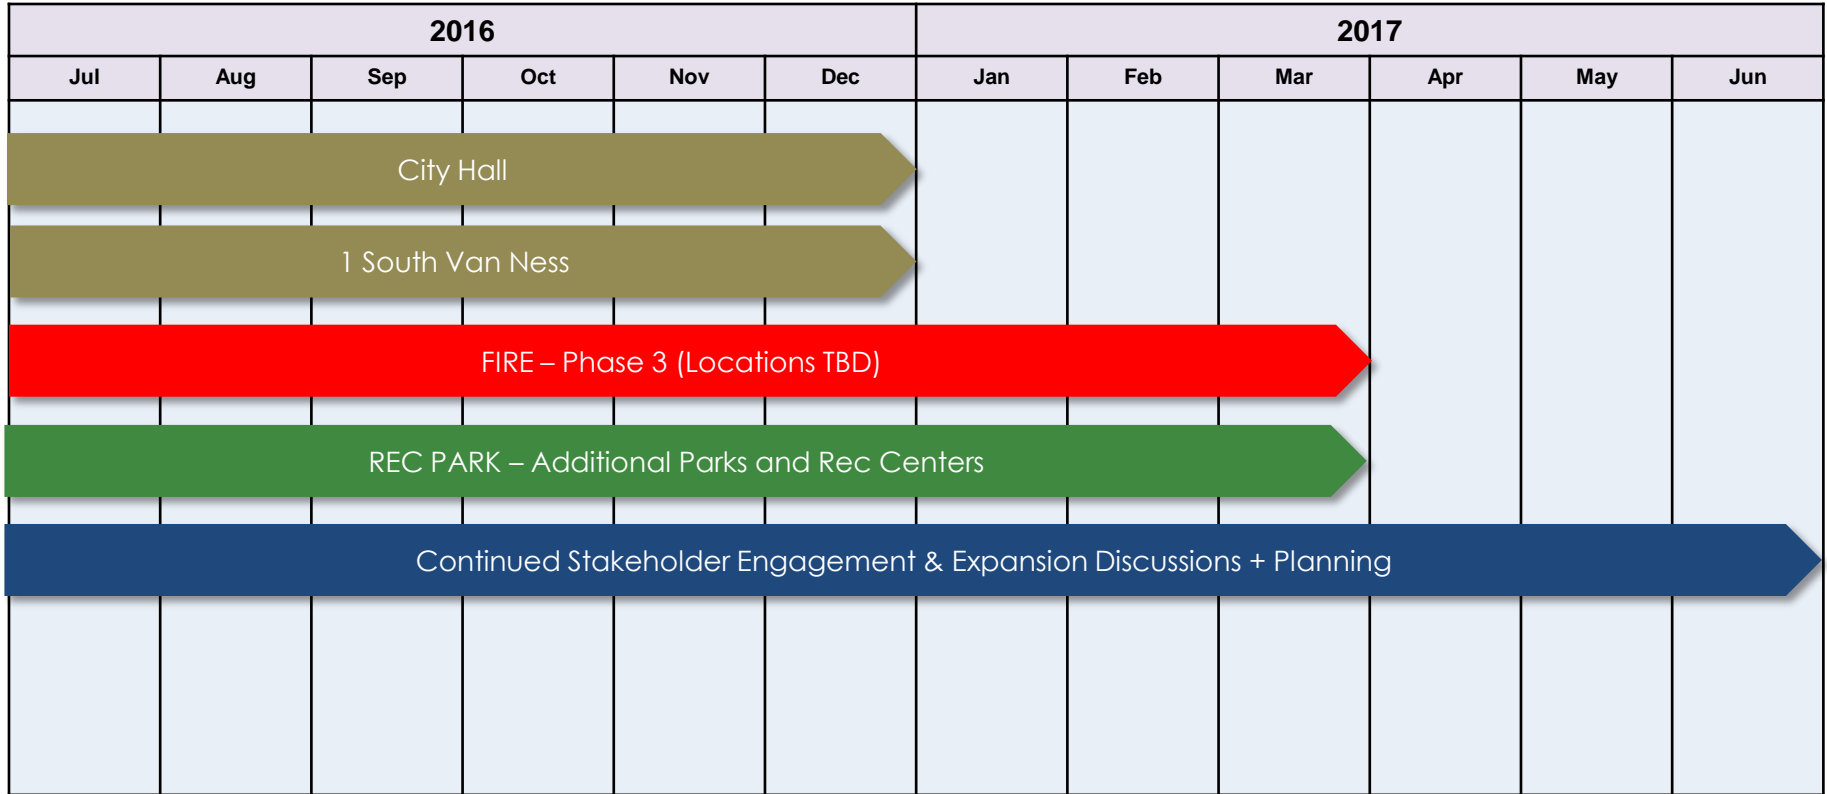 2016 2017
Jul Aug Sep Oct Nov Dec Jan Feb Mar Apr May Jun
City Hall
1 South Van Ness
FIRE – Phase 3 (Locations TBD)
REC PARK – Additional Parks and Rec Centers
Continued Stakeholder Engagement & Expansion Discussions + Planning